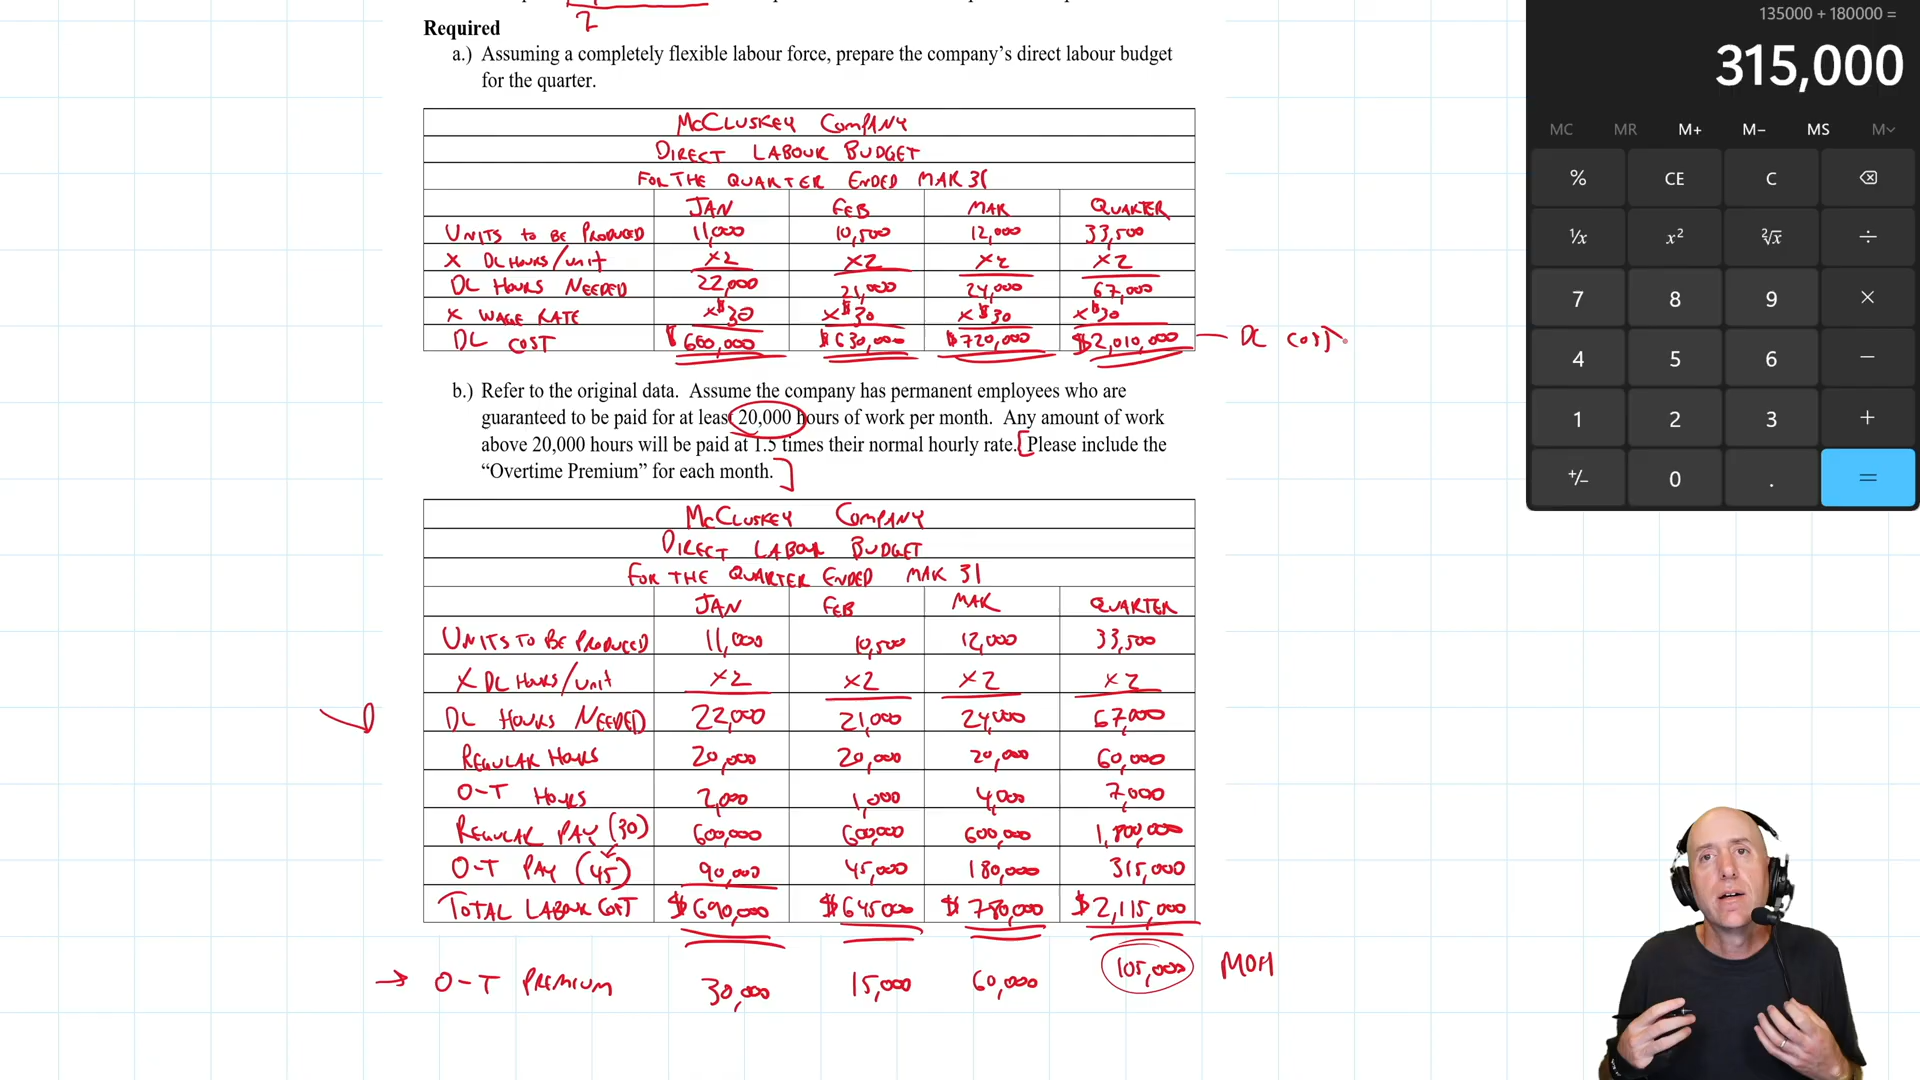 2
Required
a.) Assuming a completely flexible labour force, prepare the company's direct labour budget
for the quarter.
McCLUSKEY COMPANY
DIRECT LABOUR BUDGET
FOR THE QUARTER ENDED MAR 31
JAN FEB MAR QUARTER
UNITS TO BE PRODUCED 11,000 10,500 12,000 33,500
X DL HOURS/UNIT X2 X2 X2 X2
DL HOURS NEEDED 22,000 21,000 24,000 67,000
X WAGE RATE X$30 X$30 X$30 X$30
DL COST $660,000 $630,000 $720,000 $2,010,000 — DL COST
b.) Refer to the original data. Assume the company has permanent employees who are
guaranteed to be paid for at least 20,000 hours of work per month. Any amount of work
above 20,000 hours will be paid at 1.5 times their normal hourly rate. [Please include the
“Overtime Premium” for each month.]
McCLUSKEY COMPANY
DIRECT LABOUR BUDGET
FOR THE QUARTER ENDED MAR 31
JAN FEB MAR QUARTER
UNITS TO BE PRODUCED 11,000 10,500 12,000 33,500
X DL HOURS/UNIT X2 X2 X2 X2
DL HOURS NEEDED 22,000 21,000 24,000 67,000
REGULAR HOURS 20,000 20,000 20,000 60,000
O-T HOURS 2,000 1,000 4,000 7,000
REGULAR PAY (30) 600,000 600,000 600,000 1,800,000
O-T PAY (45) 90,000 45,000 180,000 315,000
TOTAL LABOUR COST $690,000 $645000 $780,000 $2,115,000
→ O-T PREMIUM 30,000 15,000 60,000 105,000 MOH
135000 + 180000 =
315,000
MC MR M+ M− MS M
% CE C
¹/x x² ²√x ÷
7 8 9 ×
4 5 6 −
1 2 3 +
+/− 0 . =